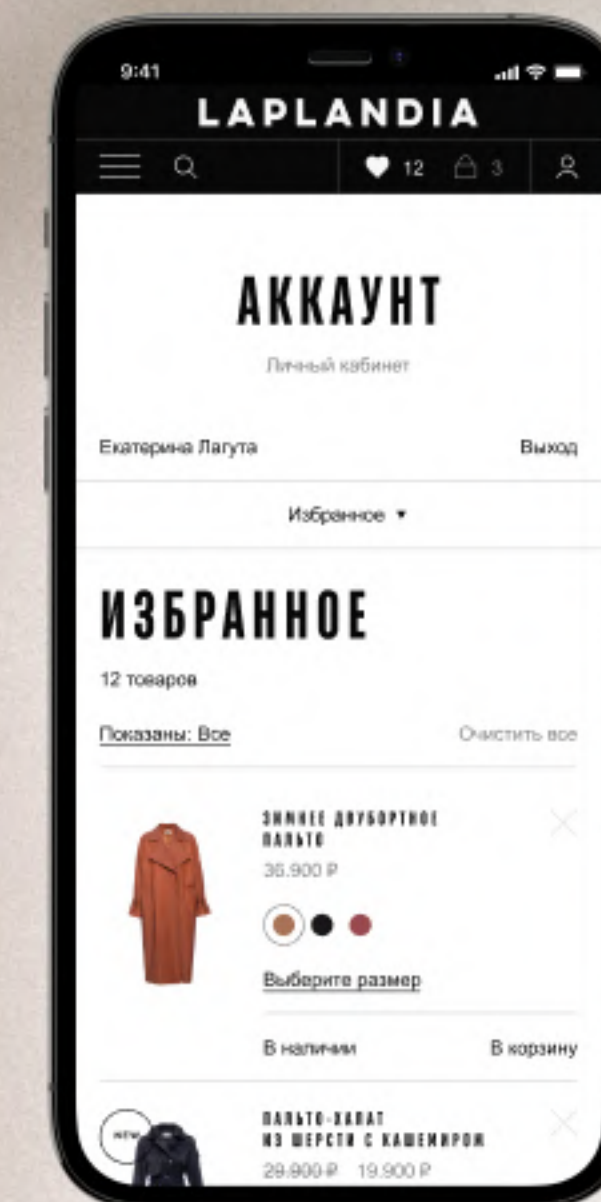 9:41
LAPLANDIA
12 3
АККАУНТ
Личный кабинет
Екатерина Лагута Выход
Избранное ▼
ИЗБРАННОЕ
12 товаров
Показаны: Все Очистить все
ЗИМНЕЕ ДВУБОРТНОЕ
ПАЛЬТО
36.900 ₽
Выберите размер
В наличии В корзину
NEW
ПАЛЬТО-ХАЛАТ
ИЗ ШЕРСТИ С КАШЕМИРОМ
29.900 ₽ 19.900 ₽